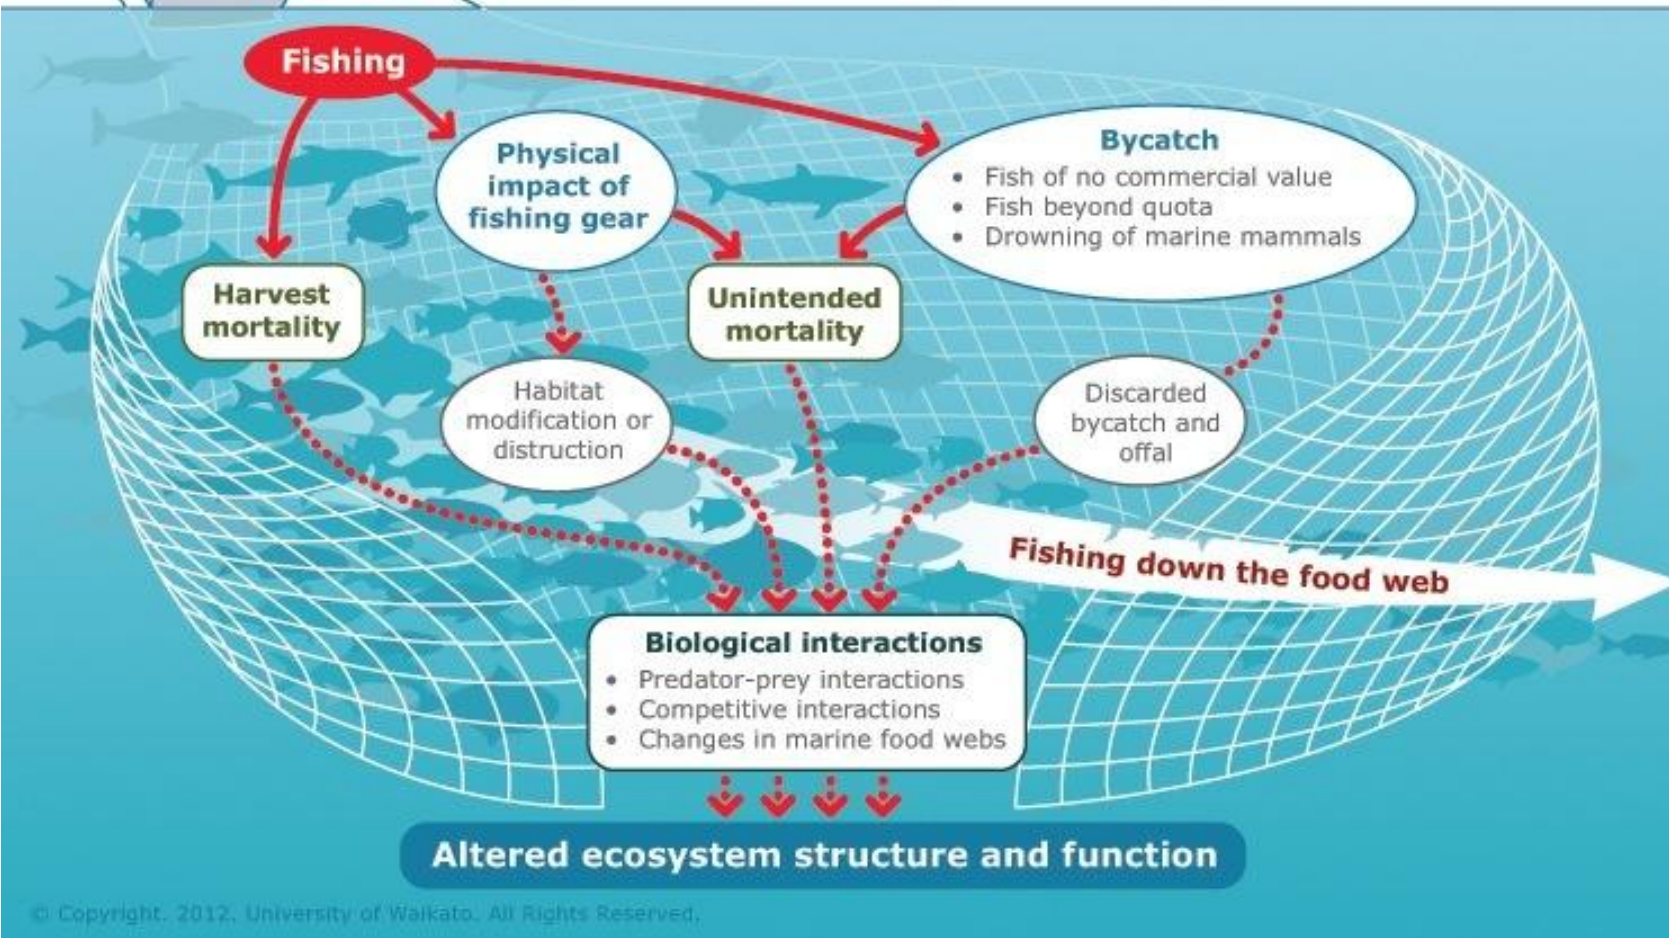 Fishing
Physical
impact of
fishing gear
Bycatch
• Fish of no commercial value
• Fish beyond quota
• Drowning of marine mammals
Harvest
mortality
Unintended
mortality
Habitat
modification or
distruction
Discarded
bycatch and
offal
Fishing down the food web
Biological interactions
• Predator-prey interactions
• Competitive interactions
• Changes in marine food webs
Altered ecosystem structure and function
© Copyright. 2012. University of Waikato. All Rights Reserved.